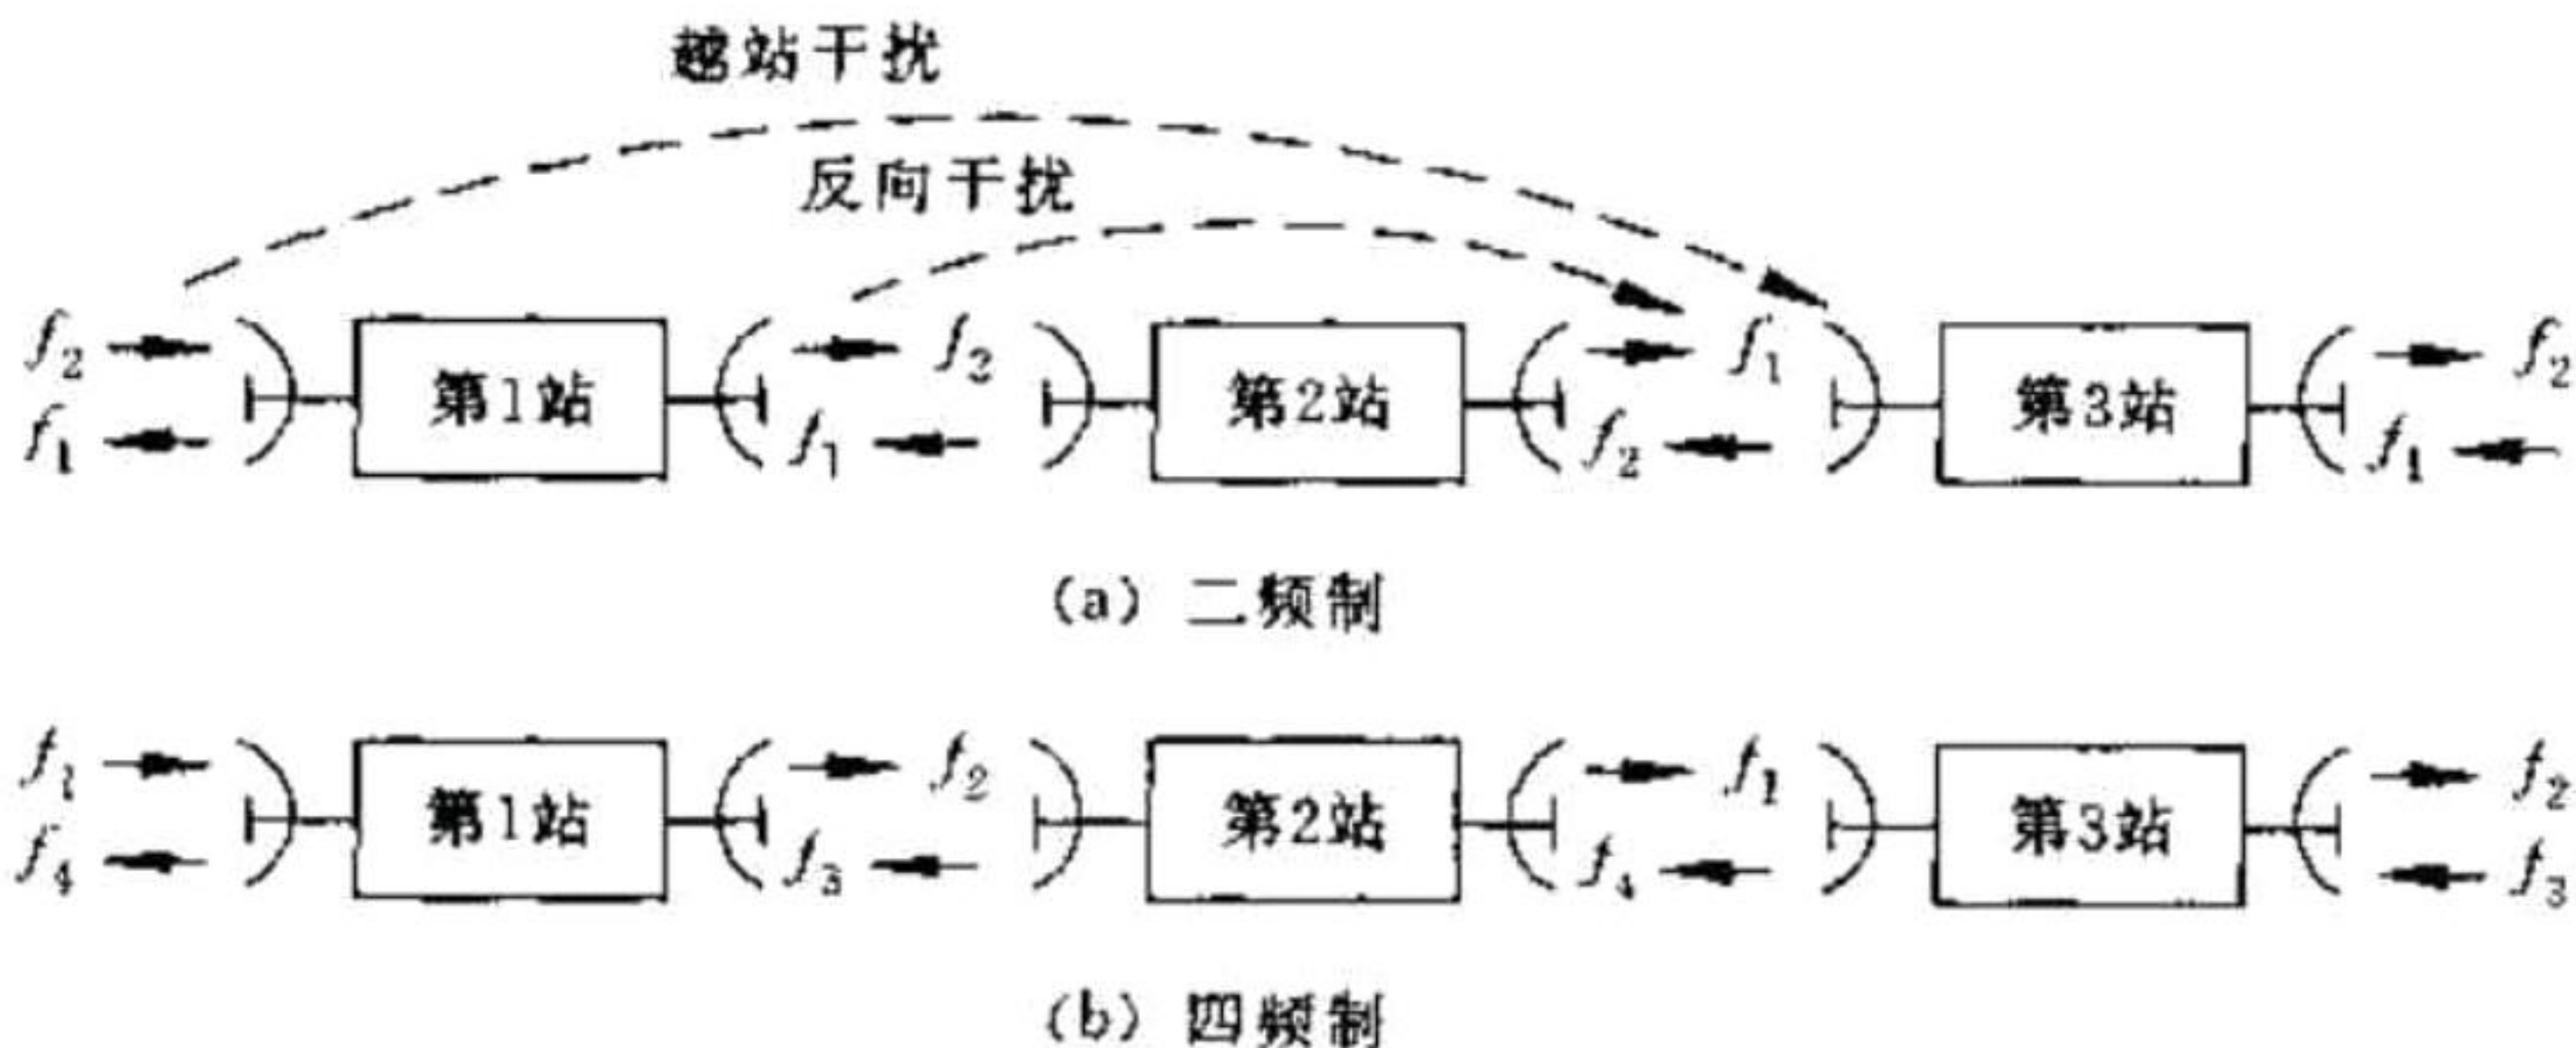 越站干扰
反向干扰
f₂ 第1站 f₂ 第2站 f₁ 第3站 f₂
f₁ f₁ f₂ f₁
(a) 二频制
f₁ 第1站 f₂ 第2站 f₁ 第3站 f₂
f₄ f₃ f₄ f₃
(b) 四频制